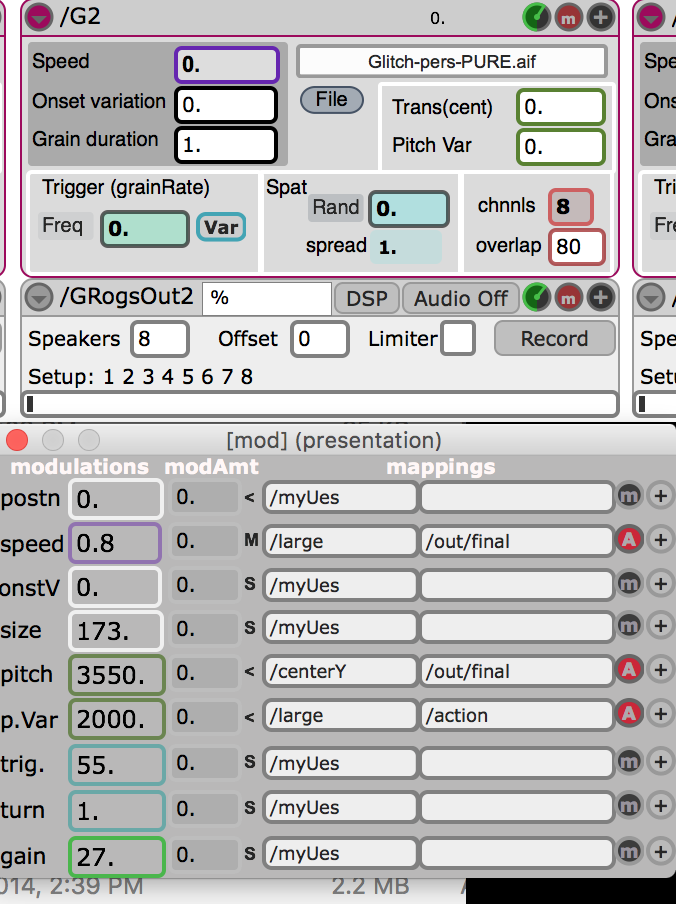 /G2 0. m +
Speed 0. Glitch-pers-PURE.aif
Onset variation 0. File Trans(cent) 0.
Grain duration 1. Pitch Var 0.
Trigger (grainRate) Spat
Freq 0. Var Rand 0. chnnls 8
spread 1. overlap 80
/GRogsOut2 % DSP Audio Off m +
Speakers 8 Offset 0 Limiter Record
Setup: 1 2 3 4 5 6 7 8
[mod] (presentation)
modulations modAmt mappings
postn 0. 0. < /myUes m +
speed 0.8 0. M /large /out/final A +
onstV 0. 0. S /myUes m +
size 173. 0. S /myUes m +
pitch 3550. 0. < /centerY /out/final A +
p.Var 2000. 0. < /large /action A +
trig. 55. 0. S /myUes m +
turn 1. 0. S /myUes m +
gain 27. 0. S /myUes m +
014, 2:39 PM 2.2 MB